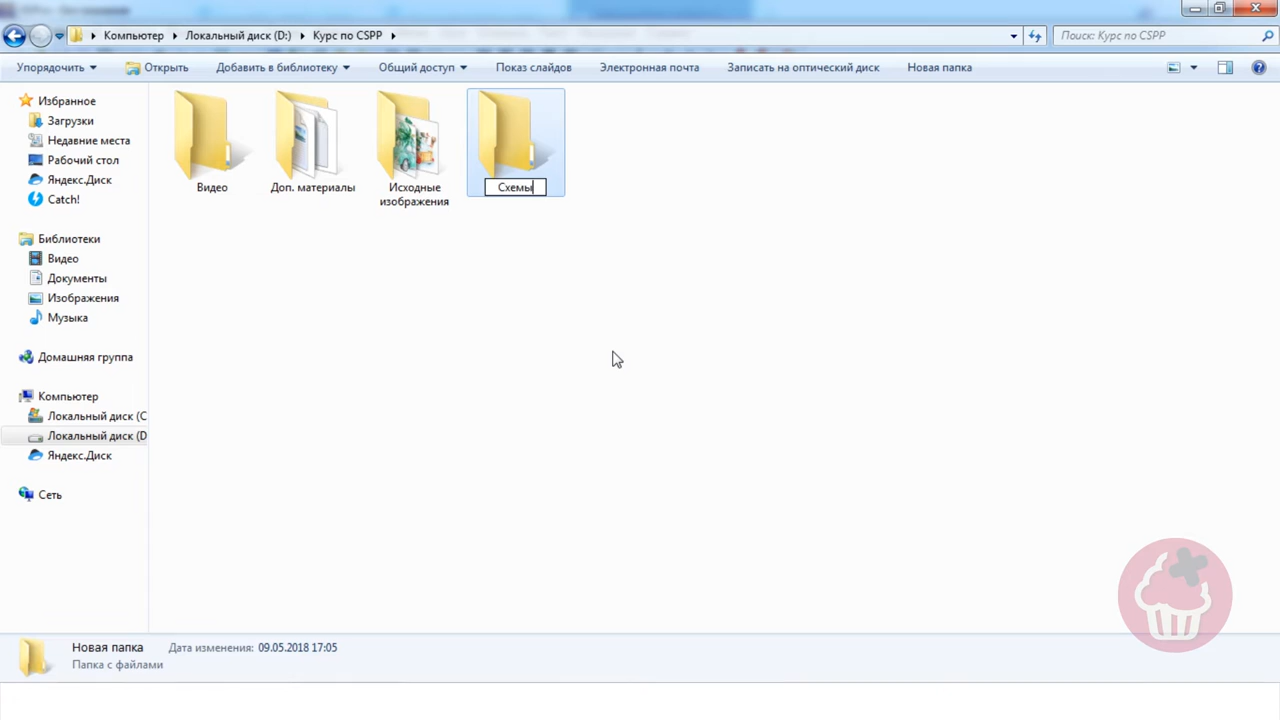 Компьютер ▸ Локальный диск (D:) ▸ Курс по CSPP ▸
Поиск: Курс по CSPP
Упорядочить Открыть Добавить в библиотеку Общий доступ Показ слайдов Электронная почта Записать на оптический диск Новая папка
Избранное
Загрузки
Недавние места
Рабочий стол
Яндекс.Диск
Catch!
Библиотеки
Видео
Документы
Изображения
Музыка
Домашняя группа
Компьютер
Локальный диск (C
Локальный диск (D
Яндекс.Диск
Сеть
Видео
Доп. материалы
Исходные
изображения
Схемы
Новая папка Дата изменения: 09.05.2018 17:05
Папка с файлами